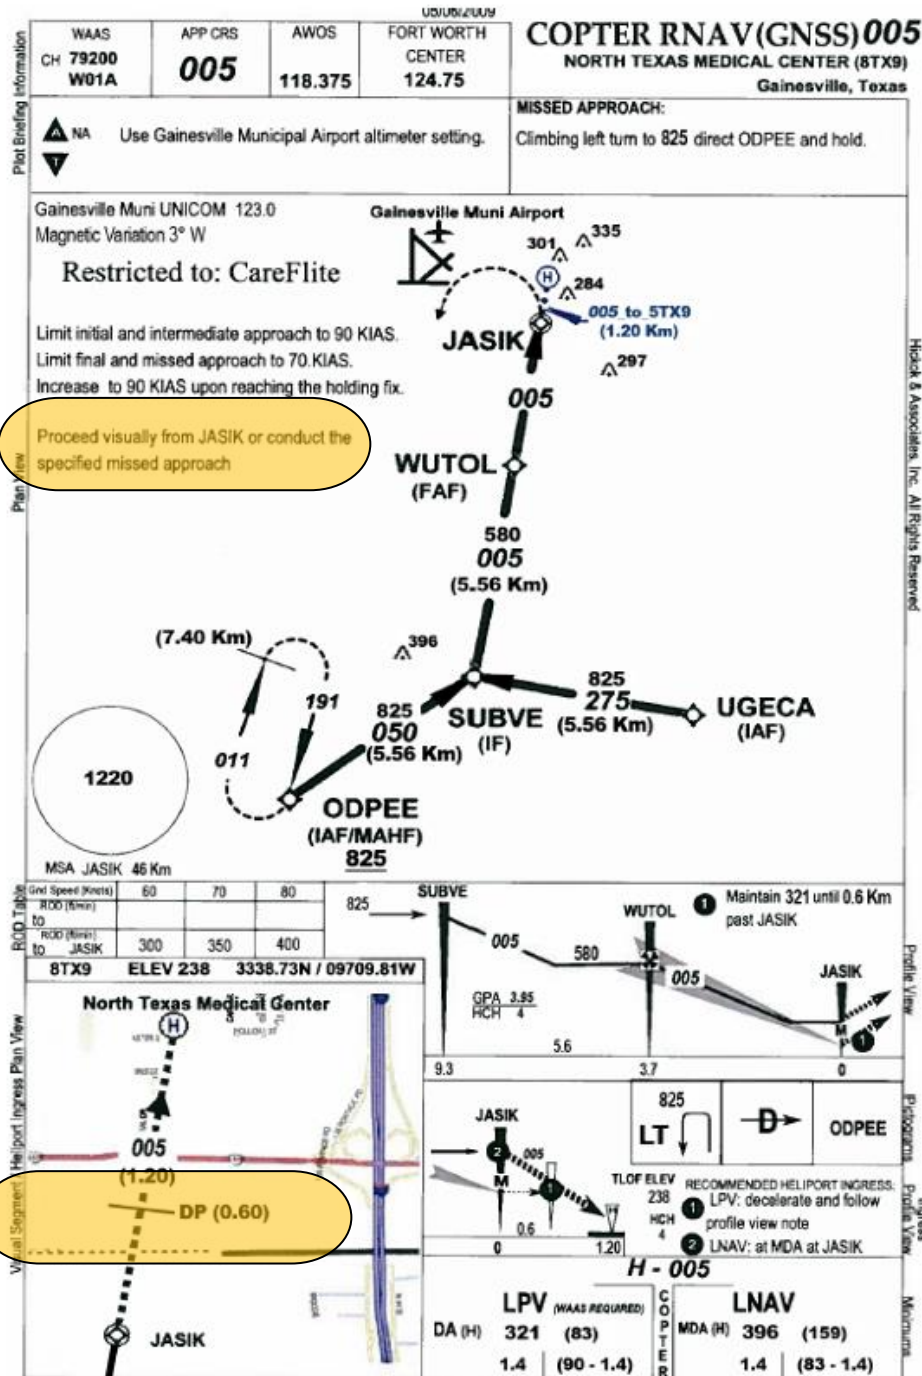 05/06/2009
WAAS
CH 79200
W01A
APP CRS
005
AWOS
118.375
FORT WORTH
CENTER
124.75
COPTER RNAV(GNSS) 005
NORTH TEXAS MEDICAL CENTER (8TX9)
Gainesville, Texas
Pilot Briefing Information
A NA
T
Use Gainesville Municipal Airport altimeter setting.
MISSED APPROACH:
Climbing left turn to 825 direct ODPEE and hold.
Gainesville Muni UNICOM 123.0
Magnetic Variation 3° W
Restricted to: CareFlite
Gainesville Muni Airport
301
335
H
284
005 to 5TX9
(1.20 Km)
JASIK
297
Limit initial and intermediate approach to 90 KIAS.
Limit final and missed approach to 70.KIAS.
Increase to 90 KIAS upon reaching the holding fix.
005
Proceed visually from JASIK or conduct the
specified missed approach
WUTOL
(FAF)
Plan View
Hickok & Associates, Inc. All Rights Reserved
580
005
(5.56 Km)
(7.40 Km)
396
191
011
825
050
(5.56 Km)
SUBVE
(IF)
825
275
(5.56 Km)
UGECA
(IAF)
1220
ODPEE
(IAF/MAHF)
825
MSA JASIK 46 Km
ROD Table
Gnd Speed (Knots) 60 70 80
ROD (ft/min)
to
ROD (ft/min)
to JASIK 300 350 400
8TX9 ELEV 238 3338.73N / 09709.81W
825
SUBVE
005
580
WUTOL
1 Maintain 321 until 0.6 Km
past JASIK
005
JASIK
M
1
GPA 3.95
HCH 4
5.6
9.3
3.7
0
Profile View
Visual Segment / Heliport Ingress Plan View
North Texas Medical Center
H
005
(1.20)
DP (0.60)
JASIK
JASIK
2
005
M
1
H
0.6
0
1.20
825
LT
D
ODPEE
Pictograms
TLOF ELEV
238
HCH
4
RECOMMENDED HELIPORT INGRESS:
1 LPV: decelerate and follow
profile view note
2 LNAV: at MDA at JASIK
Profile View
H - 005
LPV (WAAS REQUIRED)
DA (H) 321 (83)
1.4 (90 - 1.4)
COPTER
LNAV
MDA (H) 396 (159)
1.4 (83 - 1.4)
Minimums